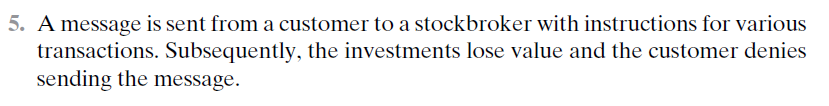 5. A message is sent from a customer to a stockbroker with instructions for various
transactions. Subsequently, the investments lose value and the customer denies
sending the message.